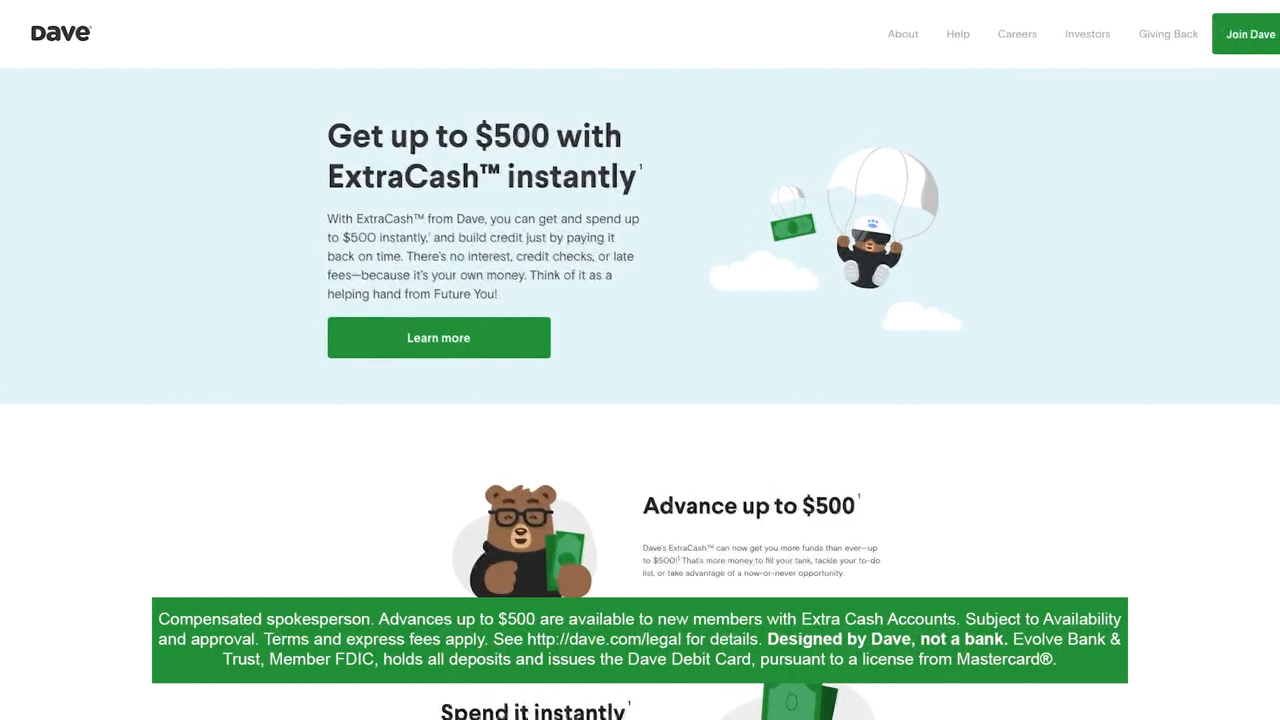 Dave
About Help Careers Investors Giving Back Join Dave
Get up to $500 with
ExtraCash™ instantly¹
With ExtraCash™ from Dave, you can get and spend up
to $500 instantly,¹ and build credit just by paying it
back on time. There's no interest, credit checks, or late
fees—because it's your own money. Think of it as a
helping hand from Future You!
Learn more
Advance up to $500¹
Dave's ExtraCash™ can now get you more funds than ever—up
to $500!¹ That's more money to fill your tank, tackle your to-do
list, or take advantage of a now-or-never opportunity.
Compensated spokesperson. Advances up to $500 are available to new members with Extra Cash Accounts. Subject to Availability
and approval. Terms and express fees apply. See http://dave.com/legal for details. Designed by Dave, not a bank. Evolve Bank &
Trust, Member FDIC, holds all deposits and issues the Dave Debit Card, pursuant to a license from Mastercard®.
Spend it instantly¹